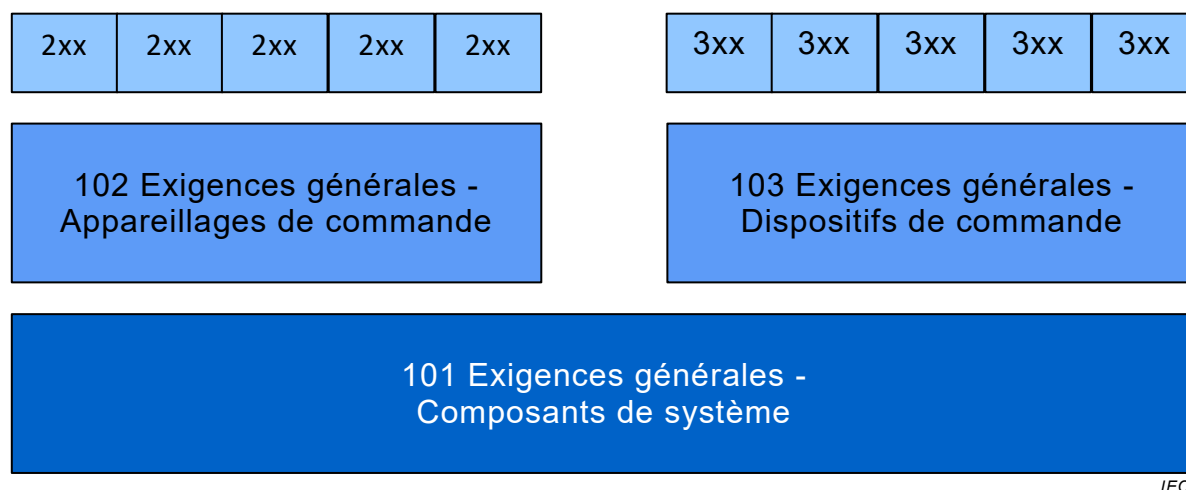 2xx 2xx 2xx 2xx 2xx 3xx 3xx 3xx 3xx 3xx
102 Exigences générales -
Appareillages de commande
103 Exigences générales -
Dispositifs de commande
101 Exigences générales -
Composants de système
IEC